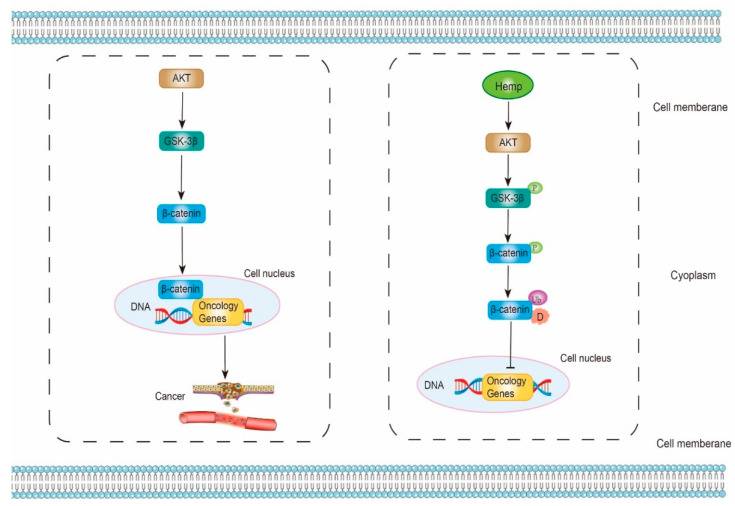 AKT
GSK-3β
β-catenin
Cell nucleus
β-catenin
DNA
Oncology
Genes
Cancer
Hemp
AKT
GSK-3β
P
β-catenin
P
β-catenin
Ub
D
Cell nucleus
DNA
Oncology
Genes
Cell memberane
Cyoplasm
Cell memberane